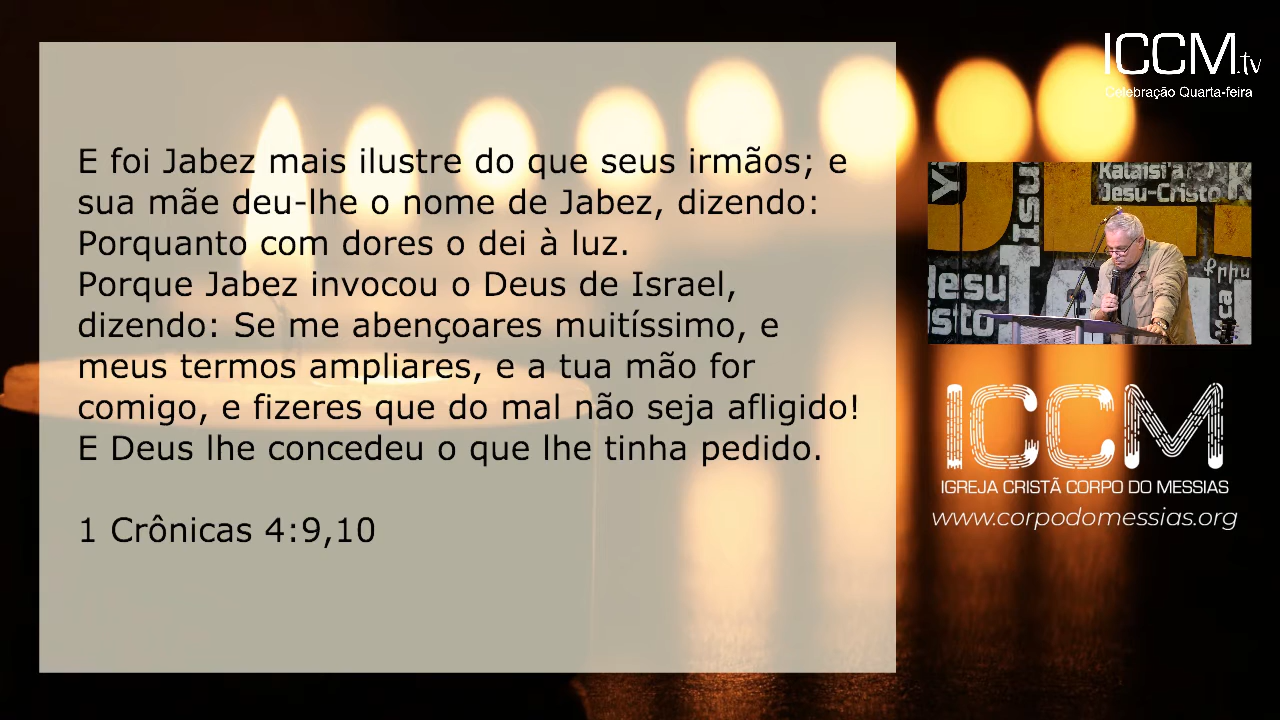 E foi Jabez mais ilustre do que seus irmãos; e
sua mãe deu-lhe o nome de Jabez, dizendo:
Porquanto com dores o dei à luz.
Porque Jabez invocou o Deus de Israel,
dizendo: Se me abençoares muitíssimo, e
meus termos ampliares, e a tua mão for
comigo, e fizeres que do mal não seja afligido!
E Deus lhe concedeu o que lhe tinha pedido.
1 Crônicas 4:9,10
ICCM.tv
Celebração Quarta-feira
Kalaisi'a
Jesu-Cristo
Jesu
ICCM
IGREJA CRISTÃ CORPO DO MESSIAS
www.corpodomessias.org